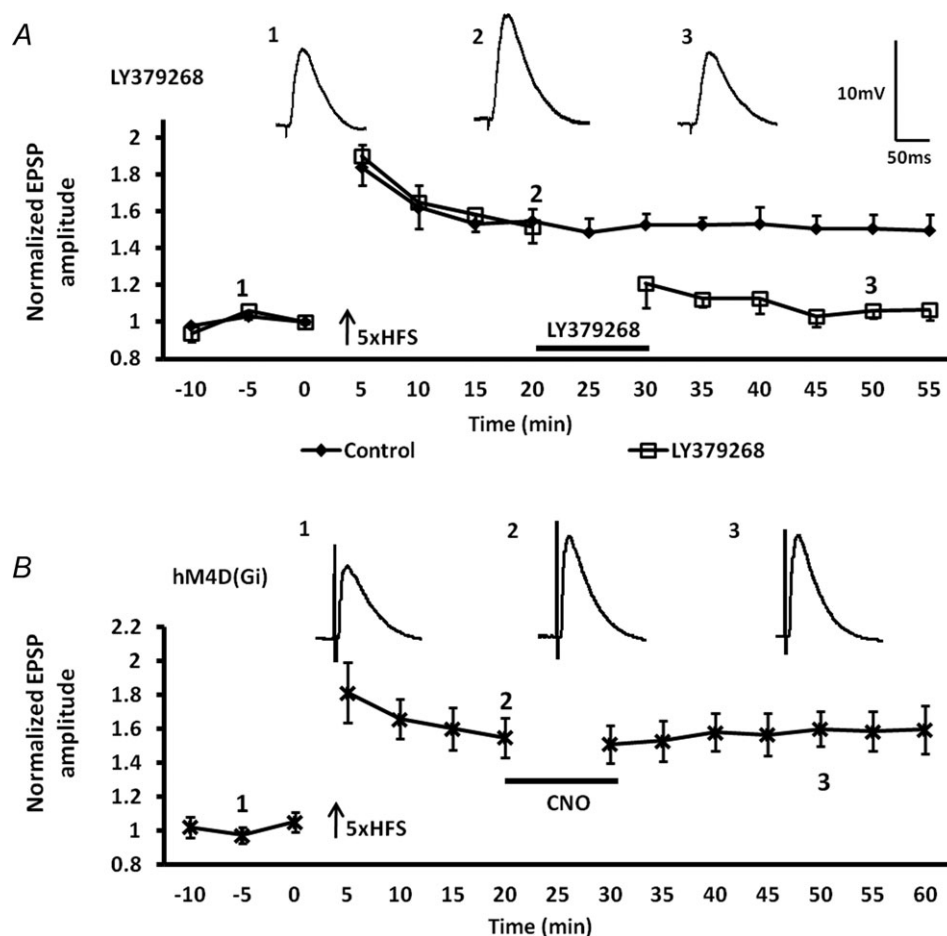 A
1
2
3
LY379268
10mV
50ms
Normalized EPSP
amplitude
2
1.8
1.6
1.4
1.2
1
0.8
1
2
3
5xHFS
LY379268
-10 -5 0 5 10 15 20 25 30 35 40 45 50 55
Time (min)
Control LY379268
B
1
2
3
hM4D(Gi)
Normalized EPSP
amplitude
2.2
2
1.8
1.6
1.4
1.2
1
0.8
1
2
3
5xHFS
CNO
-10 -5 0 5 10 15 20 25 30 35 40 45 50 55 60
Time (min)